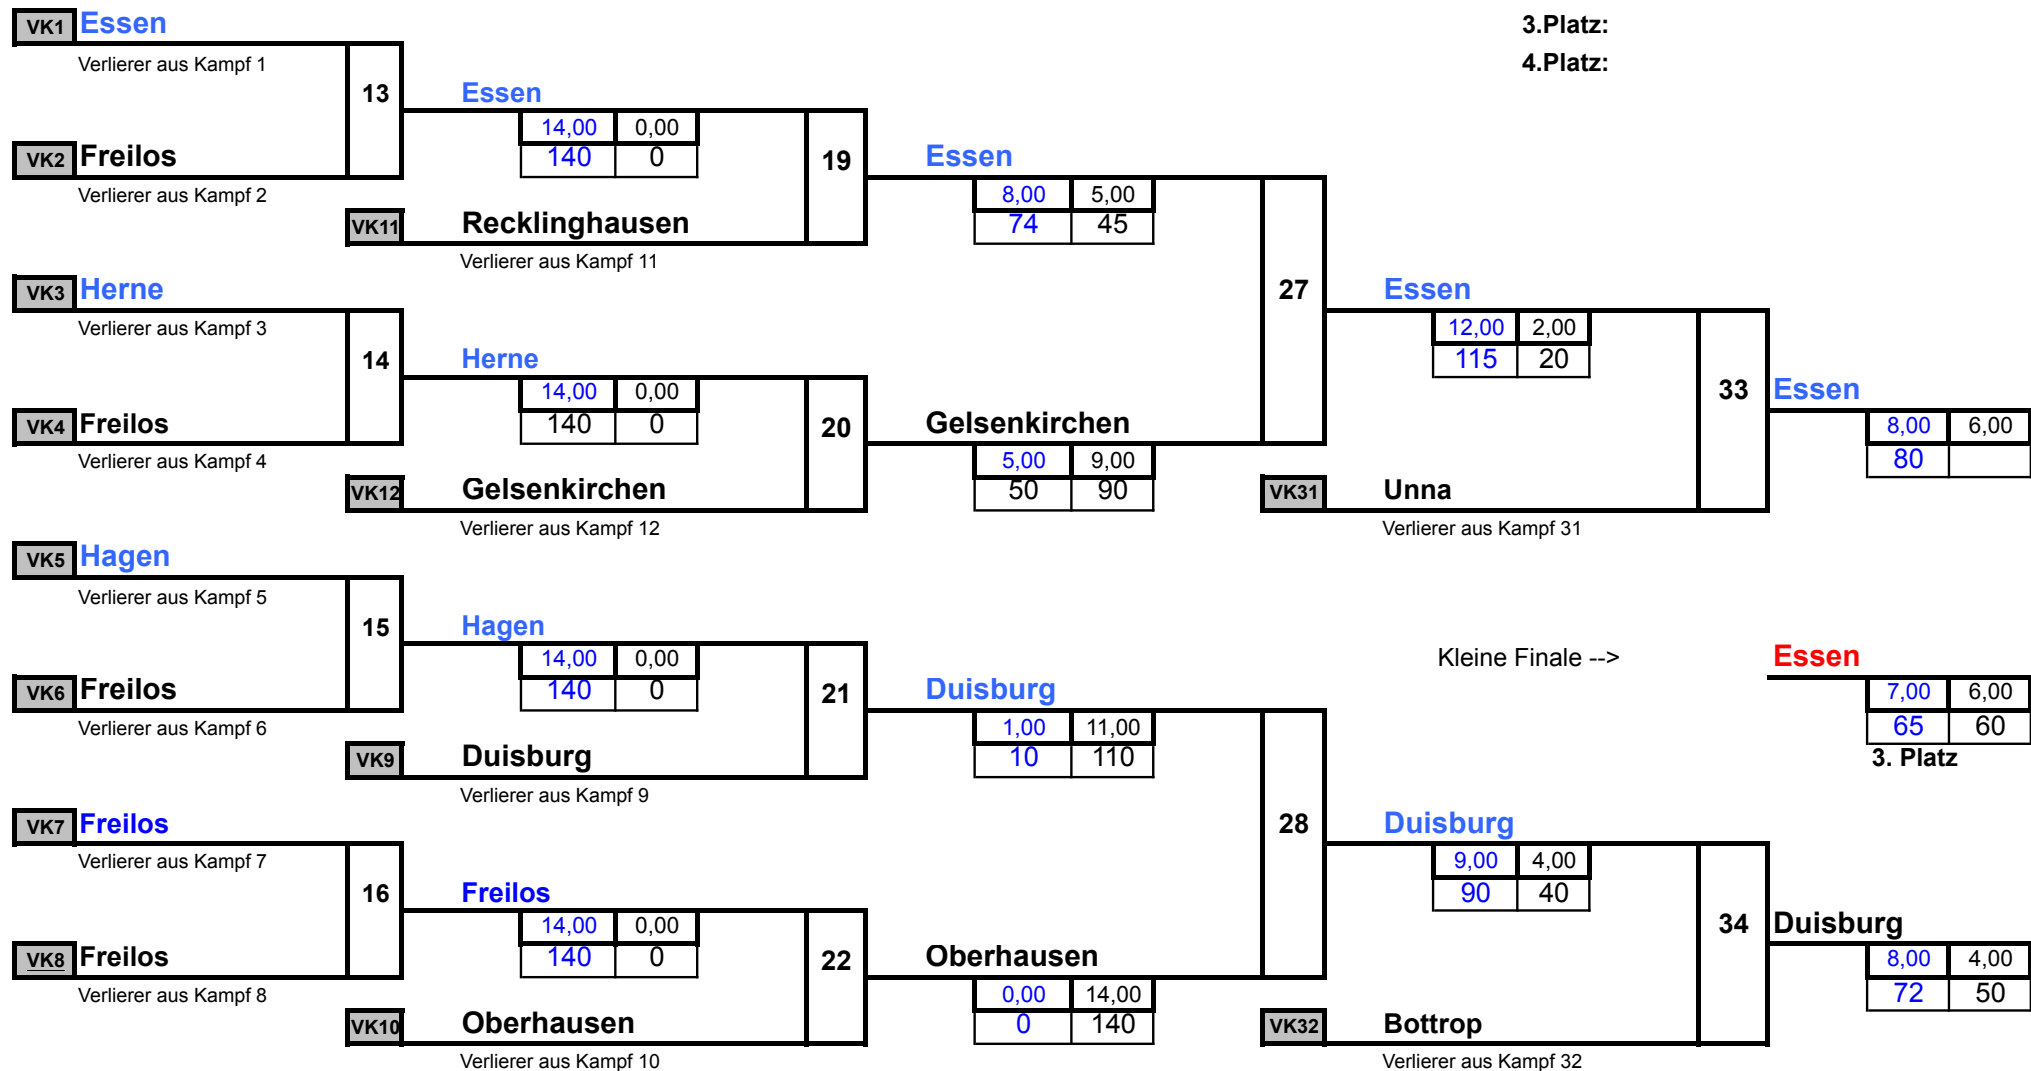 VK1 Essen
3.Platz:
Verlierer aus Kampf 1
4.Platz:
13 Essen
14,00 0,00
VK2 Freilos
140 0
19 Essen
Verlierer aus Kampf 2
8,00 5,00
VK11 Recklinghausen
74 45
Verlierer aus Kampf 11
VK3 Herne
27 Essen
Verlierer aus Kampf 3
12,00 2,00
14 Herne
115 20
14,00 0,00
33 Essen
VK4 Freilos
140 0
20 Gelsenkirchen
8,00 6,00
Verlierer aus Kampf 4
5,00 9,00
80
VK12 Gelsenkirchen
50 90
VK31 Unna
Verlierer aus Kampf 12
Verlierer aus Kampf 31
VK5 Hagen
Verlierer aus Kampf 5
15 Hagen
14,00 0,00
Kleine Finale --> Essen
VK6 Freilos
140 0
21 Duisburg
7,00 6,00
Verlierer aus Kampf 6
1,00 11,00
65 60
VK9 Duisburg
10 110
3. Platz
Verlierer aus Kampf 9
VK7 Freilos
28 Duisburg
Verlierer aus Kampf 7
9,00 4,00
16 Freilos
90 40
14,00 0,00
34 Duisburg
VK8 Freilos
140 0
22 Oberhausen
8,00 4,00
Verlierer aus Kampf 8
0,00 14,00
72 50
VK10 Oberhausen
0 140
VK32 Bottrop
Verlierer aus Kampf 10
Verlierer aus Kampf 32